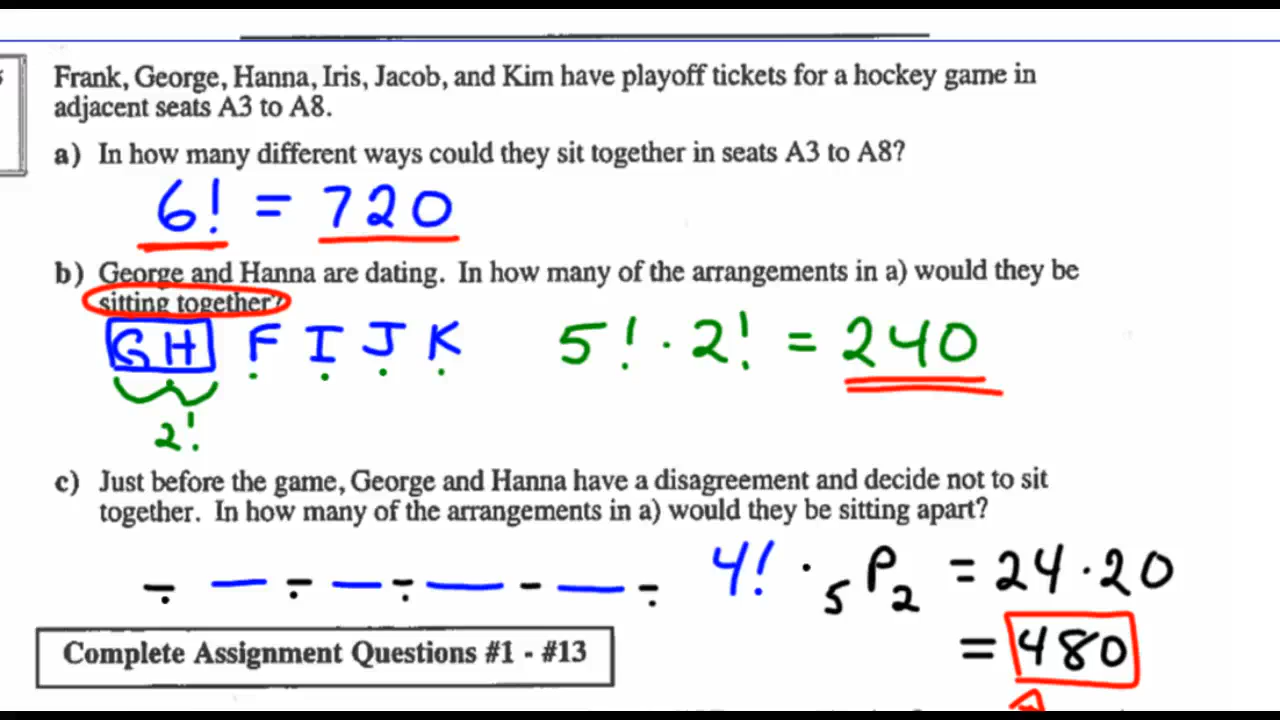 Frank, George, Hanna, Iris, Jacob, and Kim have playoff tickets for a hockey game in
adjacent seats A3 to A8.
a) In how many different ways could they sit together in seats A3 to A8?
6! = 720
b) George and Hanna are dating. In how many of the arrangements in a) would they be
sitting together?
GH F I J K 5! · 2! = 240
2!
c) Just before the game, George and Hanna have a disagreement and decide not to sit
together. In how many of the arrangements in a) would they be sitting apart?
4! · ₅P₂ = 24 · 20
= 480
Complete Assignment Questions #1 - #13